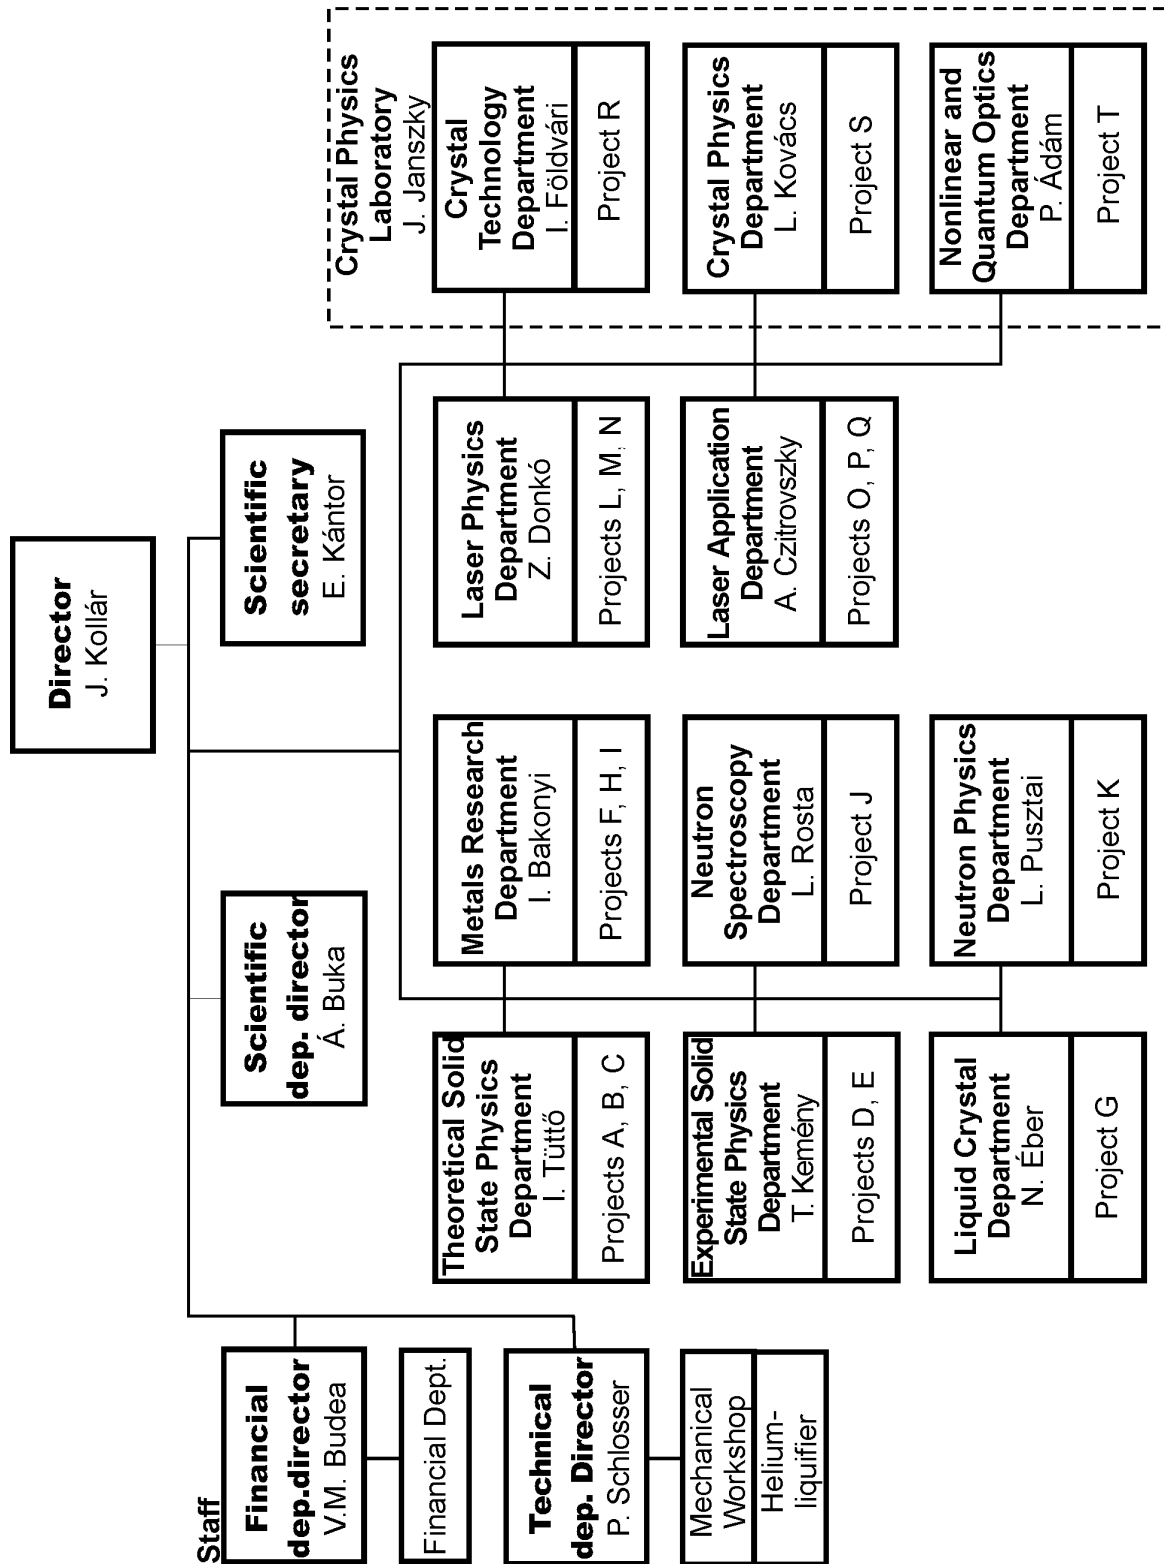 Director
J. Kollár
Staff
Financial
dep.director
V.M. Budea
Scientific
dep. director
Á. Buka
Scientific
secretary
E. Kántor
Financial Dept.
Technical
dep. Director
P. Schlosser
Mechanical
Workshop
Helium-
liquifier
Theoretical Solid
State Physics
Department
I. Tüttő
Projects A, B, C
Metals Research
Department
I. Bakonyi
Projects F, H, I
Laser Physics
Department
Z. Donkó
Projects L, M, N
Crystal Physics
Laboratory
J. Janszky
Crystal
Technology
Department
I. Földvári
Project R
Experimental Solid
State Physics
Department
T. Kemény
Projects D, E
Neutron
Spectroscopy
Department
L. Rosta
Project J
Laser Application
Department
A. Czitrovszky
Projects O, P, Q
Crystal Physics
Department
L. Kovács
Project S
Liquid Crystal
Department
N. Éber
Project G
Neutron Physics
Department
L. Pusztai
Project K
Nonlinear and
Quantum Optics
Department
P. Ádám
Project T